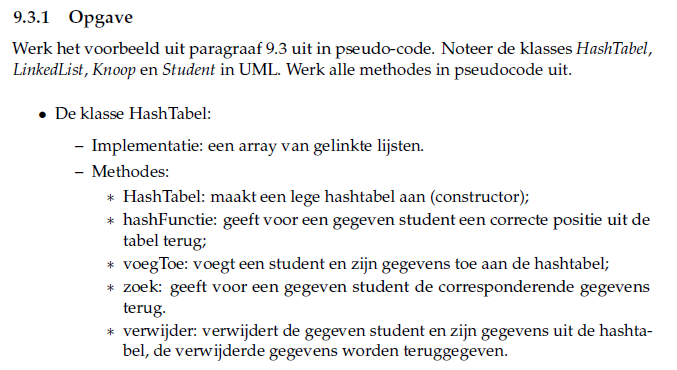 9.3.1 Opgave
Werk het voorbeeld uit paragraaf 9.3 uit in pseudo-code. Noteer de klasses HashTabel,
LinkedList, Knoop en Student in UML. Werk alle methodes in pseudocode uit.
• De klasse HashTabel:
– Implementatie: een array van gelinkte lijsten.
– Methodes:
* HashTabel: maakt een lege hashtabel aan (constructor);
* hashFunctie: geeft voor een gegeven student een correcte positie uit de
tabel terug;
* voegToe: voegt een student en zijn gegevens toe aan de hashtabel;
* zoek: geeft voor een gegeven student de corresponderende gegevens
terug.
* verwijder: verwijdert de gegeven student en zijn gegevens uit de hashta-
bel, de verwijderde gegevens worden teruggegeven.